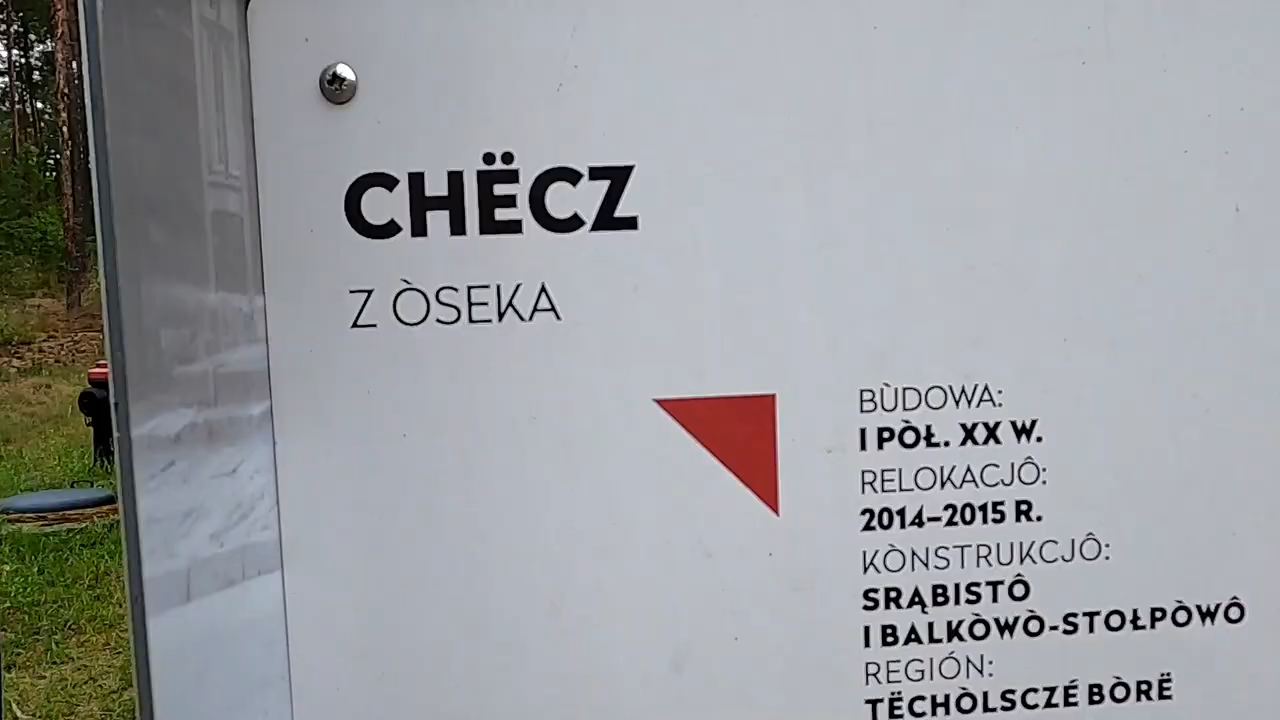 CHËCZ
Z ÒSEKA
BÙDOWA:
I PÒŁ. XX W.
RELOKACJÔ:
2014–2015 R.
KÒNSTRUKCJÔ:
SRĄBISTÔ
I BALKÒWÒ-STOŁPÒWÔ
REGIÓN:
TËCHÒLSCZÉ BÒRË